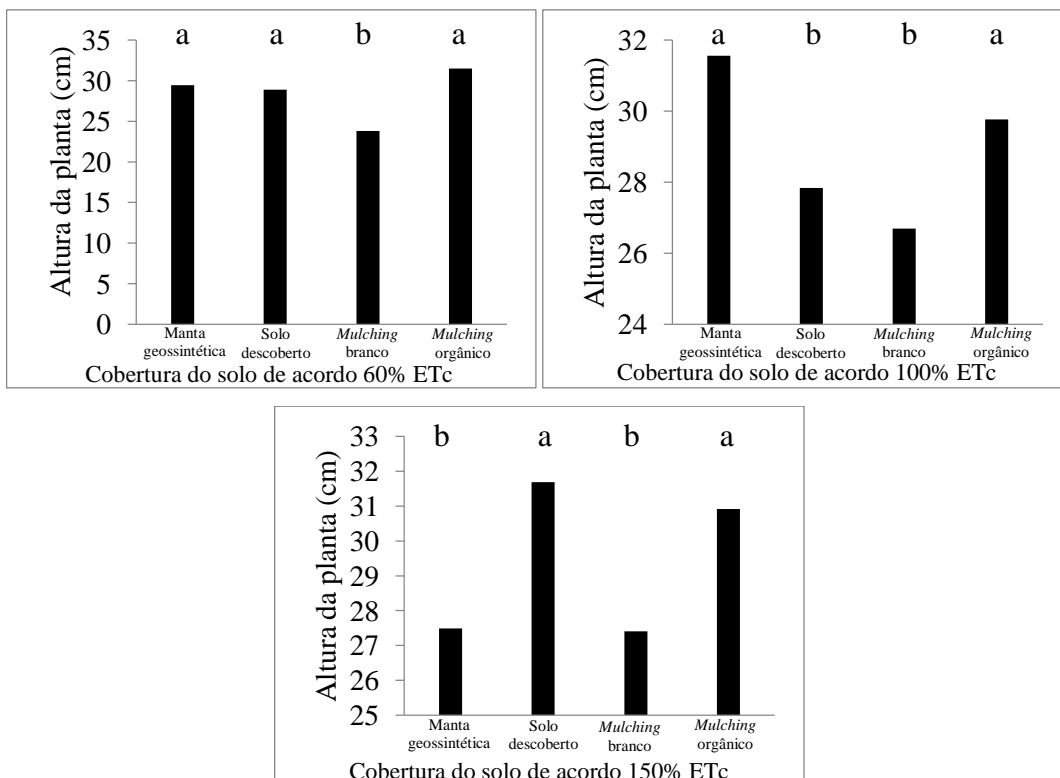 a a b a
Altura da planta (cm)
35
30
25
20
15
10
5
0
Manta Solo Mulching Mulching
geossintética descoberto branco orgânico
Cobertura do solo de acordo 60% ETc
a b b a
Altura da planta (cm)
32
30
28
26
24
Manta Solo Mulching Mulching
geossintética descoberto branco orgânico
Cobertura do solo de acordo 100% ETc
b a b a
Altura da planta (cm)
33
32
31
30
29
28
27
26
25
Manta Solo Mulching Mulching
geossintética descoberto branco orgânico
Cobertura do solo de acordo 150% ETc